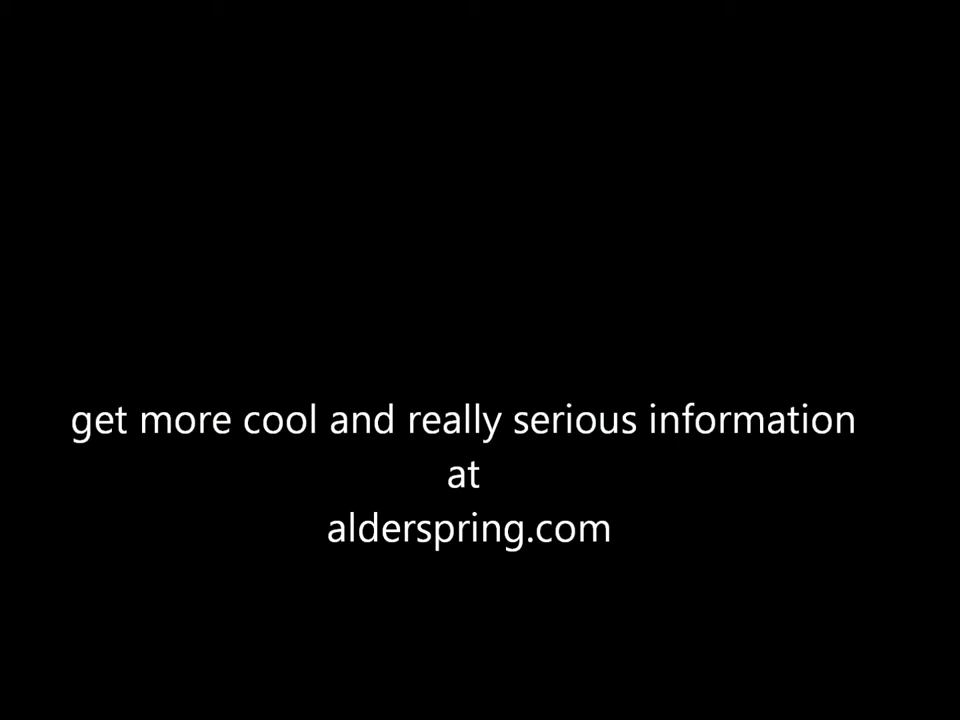 get more cool and really serious information
at
alderspring.com